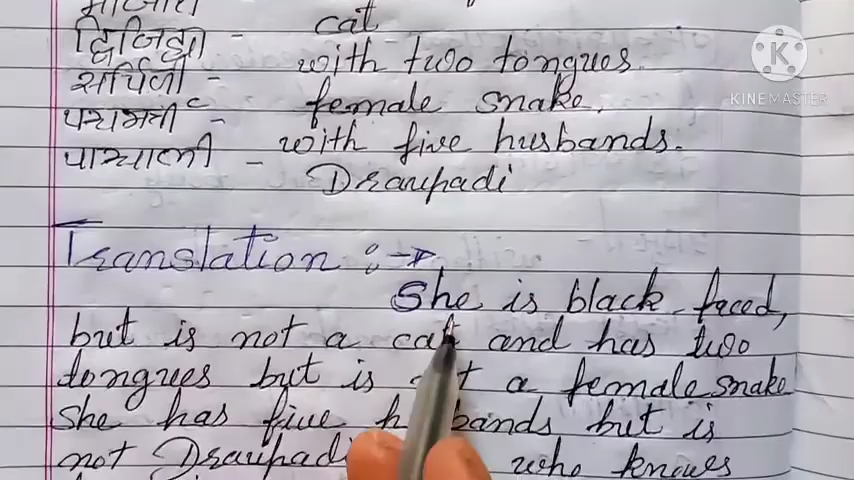 मार्जारी
cat
द्विजिह्वा - with two tongues.
सर्पिणी - female snake.
पञ्चभर्त्री - with five husbands.
पाञ्चाली - Draupadi
Translation :→
She is black faced,
but is not a cat and has two
tongues but is a female snake
She has five bands but is
not Draupadi who knows
KINEMASTER